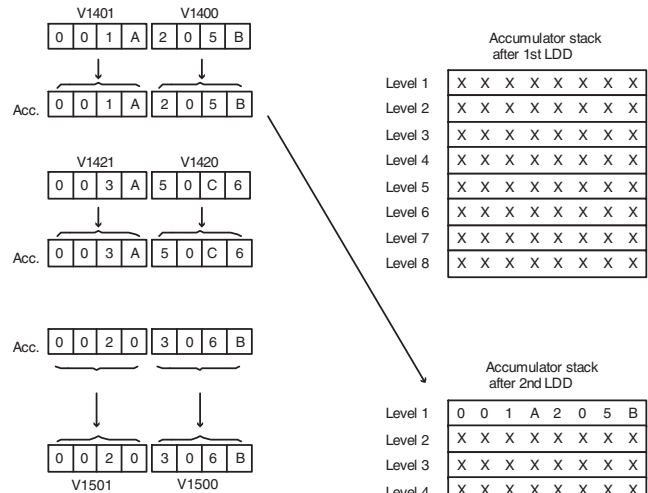 V1401 V1400
0 0 1 A 2 0 5 B
Acc. 0 0 1 A 2 0 5 B
V1421 V1420
0 0 3 A 5 0 C 6
Acc. 0 0 3 A 5 0 C 6
Acc. 0 0 2 0 3 0 6 B
0 0 2 0 3 0 6 B
V1501 V1500
Accumulator stack
after 1st LDD
Level 1 X X X X X X X X
Level 2 X X X X X X X X
Level 3 X X X X X X X X
Level 4 X X X X X X X X
Level 5 X X X X X X X X
Level 6 X X X X X X X X
Level 7 X X X X X X X X
Level 8 X X X X X X X X
Accumulator stack
after 2nd LDD
Level 1 0 0 1 A 2 0 5 B
Level 2 X X X X X X X X
Level 3 X X X X X X X X
Level 4 X X X X X X X X